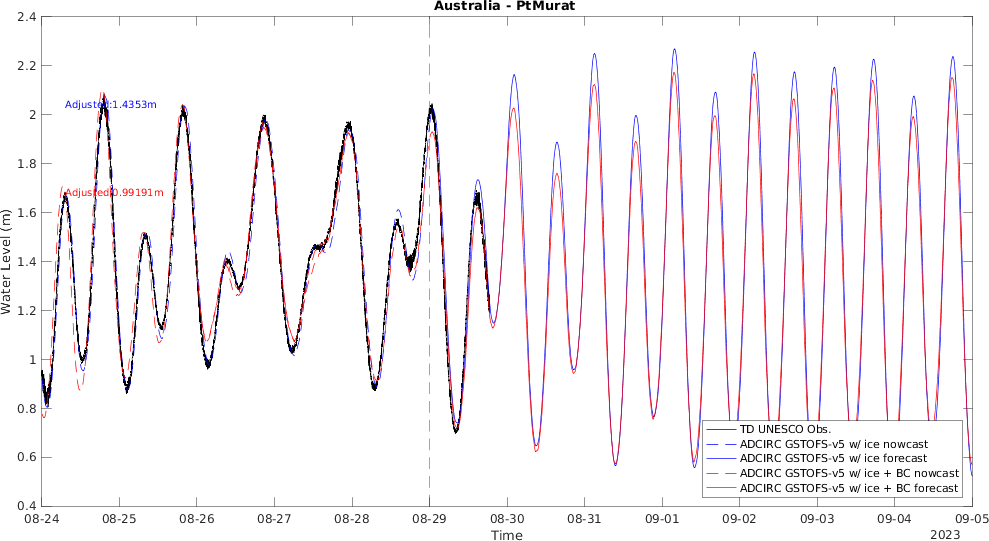 Australia - PtMurat
2.4
2.2
2
1.8
1.6
1.4
1.2
1
0.8
0.6
0.4
Water Level (m)
Adjusted:1.4353m
Adjusted:0.99191m
TD UNESCO Obs.
ADCIRC GSTOFS-v5 w/ ice nowcast
ADCIRC GSTOFS-v5 w/ ice forecast
ADCIRC GSTOFS-v5 w/ ice + BC nowcast
ADCIRC GSTOFS-v5 w/ ice + BC forecast
08-24 08-25 08-26 08-27 08-28 08-29 08-30 08-31 09-01 09-02 09-03 09-04 09-05
Time
2023